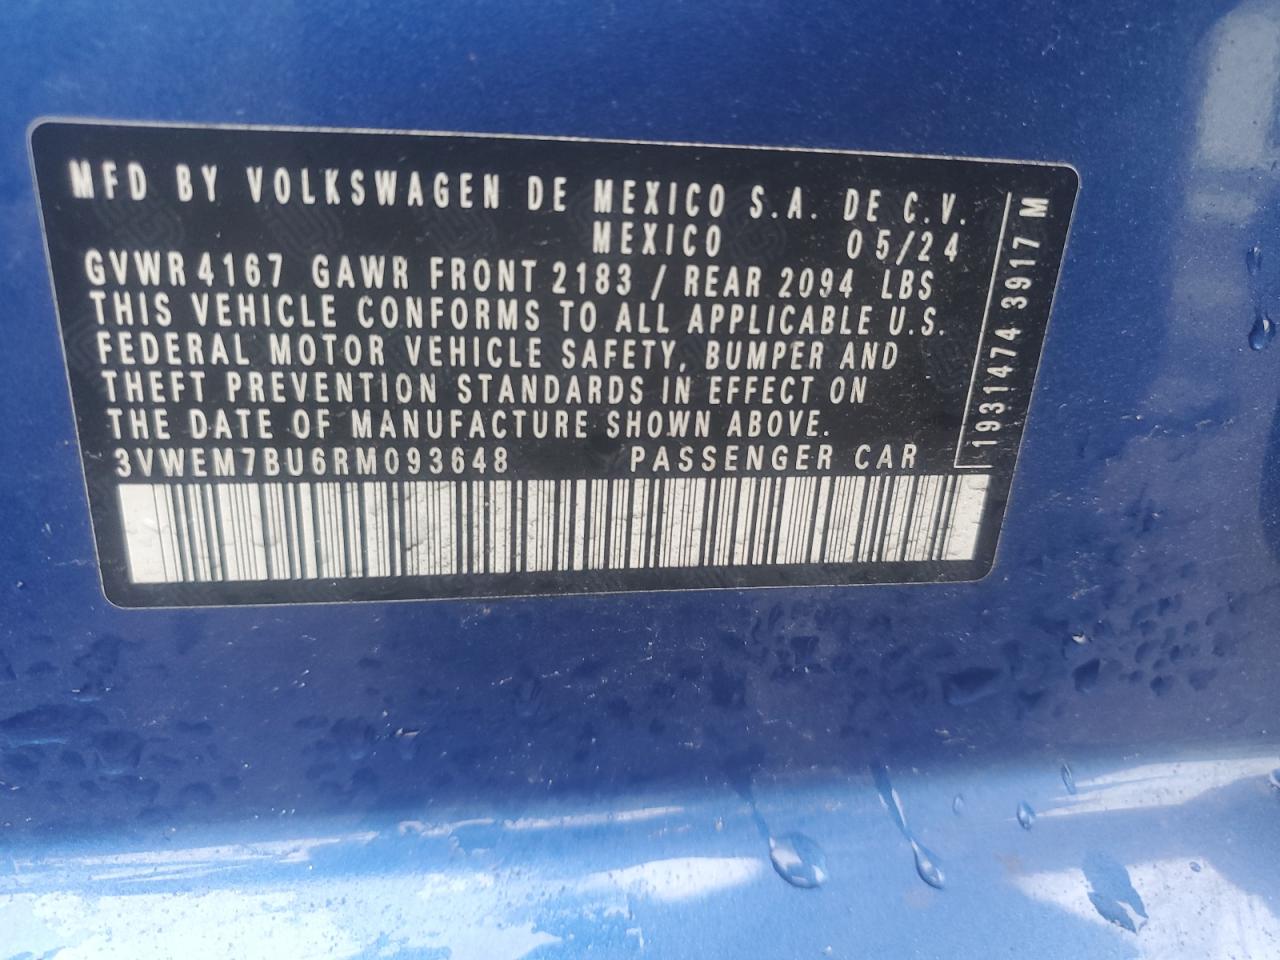 MFD BY VOLKSWAGEN DE MEXICO S.A. DE C.V.
MEXICO 05/24
GVWR 4167 GAWR FRONT 2183 / REAR 2094 LBS
THIS VEHICLE CONFORMS TO ALL APPLICABLE U.S.
FEDERAL MOTOR VEHICLE SAFETY, BUMPER AND
THEFT PREVENTION STANDARDS IN EFFECT ON
THE DATE OF MANUFACTURE SHOWN ABOVE.
3VWEM7BU6RM093648 PASSENGER CAR
1931474 3917 M